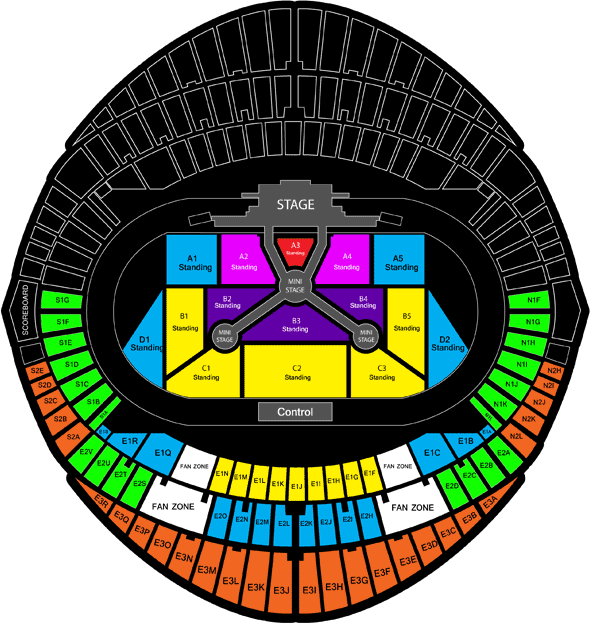 STAGE
A1
Standing
A2
Standing
A3
Standing
A4
Standing
A5
Standing
MINI
STAGE
SCOREBOARD
S1G
S1F
S1E
S1D
S1C
S1B
N1F
N1G
N1H
N1I
N1J
N1K
B1
Standing
B2
Standing
B3
Standing
B4
Standing
B5
Standing
MINI
STAGE
MINI
STAGE
D1
Standing
D2
Standing
C1
Standing
C2
Standing
C3
Standing
Control
S2E
S2D
S2C
S2B
S2A
N2H
N2I
N2J
N2K
N2L
E1R
E1Q
FAN ZONE
E1N
E1M
E1L
E1K
E1J
E1I
E1H
E1G
E1F
FAN ZONE
E1C
E1B
E1A
E2V
E2U
E2T
E2S
FAN ZONE
E2O
E2N
E2M
E2L
E2K
E2J
E2I
E2H
FAN ZONE
E2D
E2C
E2B
E2A
E3R
E3Q
E3P
E3O
E3N
E3M
E3L
E3K
E3J
E3I
E3H
E3G
E3F
E3E
E3D
E3C
E3B
E3A